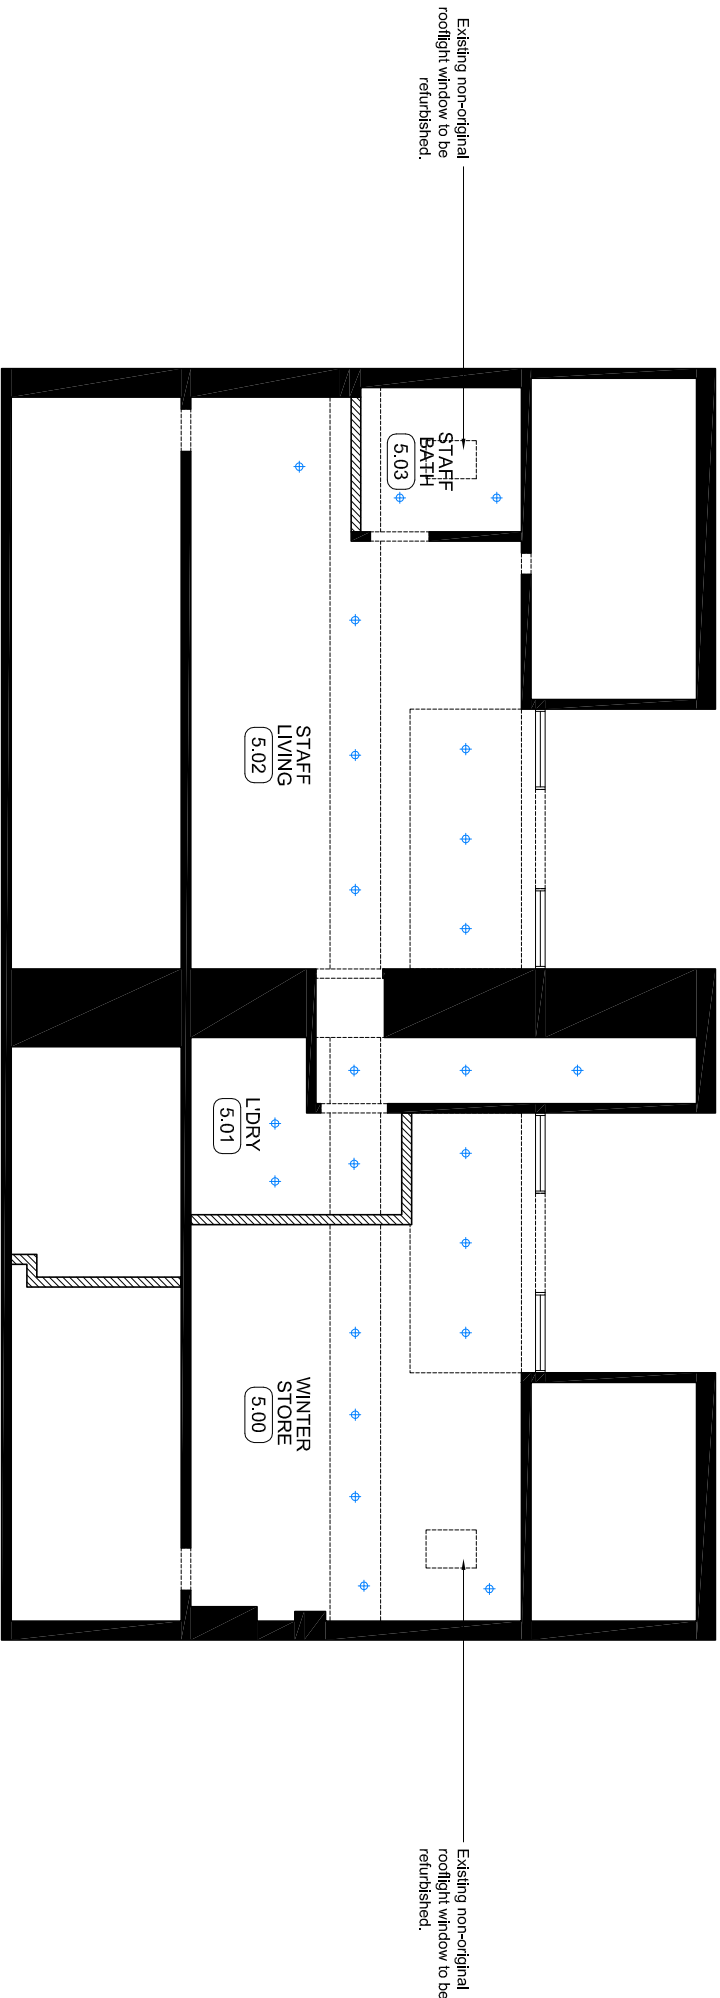 Existing non-original
rooflight window to be
refurbished.
STAFF
BATH
5.03
STAFF
LIVING
5.02
L'DRY
5.01
WINTER
STORE
5.00
Existing non-original
rooflight window to be
refurbished.